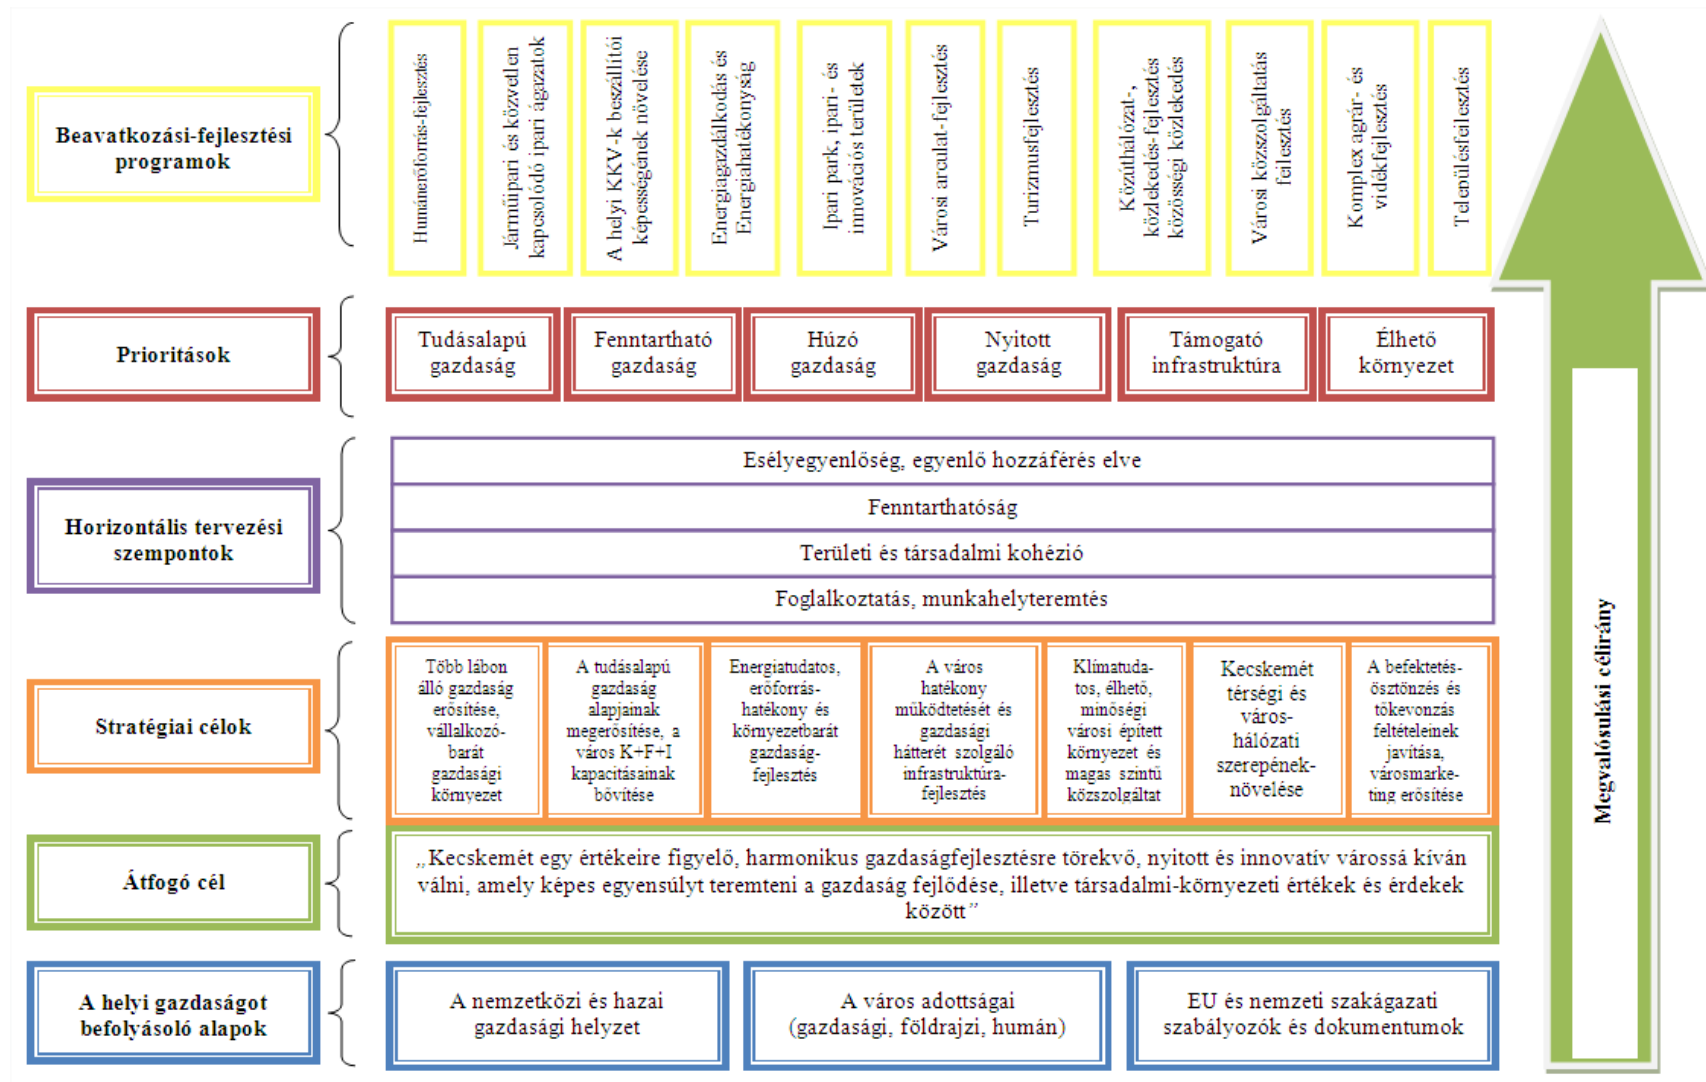 Beavatkozási-fejlesztési
programok
Humánerőforrás-fejlesztés
Járműipari és közvetlen
kapcsolódó ipari ágazatok
A helyi KKV-k beszállítói
képességének növelése
Energiagazdálkodás és
Energiahatékonyság
Ipari park, ipari- és
innovációs területek
Városi arculat-fejlesztés
Turizmusfejlesztés
Közúthálózat-,
közlekedés-fejlesztés
közösségi közlekedés
Városi közszolgáltatás
fejlesztés
Komplex agrár- és
vidékfejlesztés
Településfejlesztés
Prioritások
Tudásalapú
gazdaság
Fenntartható
gazdaság
Húzó
gazdaság
Nyitott
gazdaság
Támogató
infrastruktúra
Élhető
környezet
Horizontális tervezési
szempontok
Esélyegyenlőség, egyenlő hozzáférés elve
Fenntarthatóság
Területi és társadalmi kohézió
Foglalkoztatás, munkahelyteremtés
Stratégiai célok
Több lábon
álló gazdaság
erősítése,
vállalkozó-
barát
gazdasági
környezet
A tudásalapú
gazdaság
alapjainak
megerősítése, a
város K+F+I
kapacitásainak
bővítése
Energiatudatos,
erőforrás-
hatékony és
környezetbarát
gazdaság-
fejlesztés
A város
hatékony
működtetését és
gazdasági
hátterét szolgáló
infrastruktúra-
fejlesztés
Klímatuda-
tos, élhető,
minőségi
városi épített
környezet és
magas szintű
közszolgáltat
Kecskemét
térségi és
város-
hálózati
szerepének-
növelése
A befektetés-
ösztönzés és
tőkevonzás
feltételeinek
javítása,
városmarke-
ting erősítése
Átfogó cél
„Kecskemét egy értékeire figyelő, harmonikus gazdaságfejlesztésre törekvő, nyitott és innovatív várossá kíván
válni, amely képes egyensúlyt teremteni a gazdaság fejlődése, illetve társadalmi-környezeti értékek és érdekek
között”
A helyi gazdaságot
befolyásoló alapok
A nemzetközi és hazai
gazdasági helyzet
A város adottságai
(gazdasági, földrajzi, humán)
EU és nemzeti szakágazati
szabályozók és dokumentumok
Megvalósulási célirány